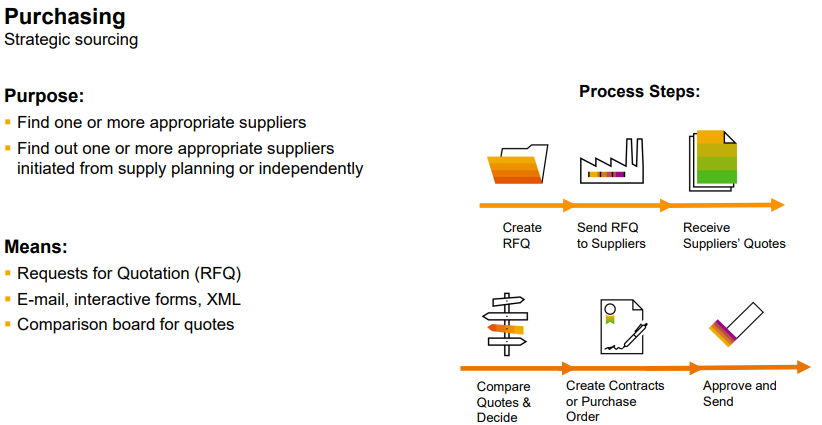 Purchasing
Strategic sourcing
Purpose:
Find one or more appropriate suppliers
Find out one or more appropriate suppliers
initiated from supply planning or independently
Means:
Requests for Quotation (RFQ)
E-mail, interactive forms, XML
Comparison board for quotes
Process Steps:
Create
RFQ
Send RFQ
to Suppliers
Receive
Suppliers' Quotes
Compare
Quotes &
Decide
Create Contracts
or Purchase
Order
Approve and
Send